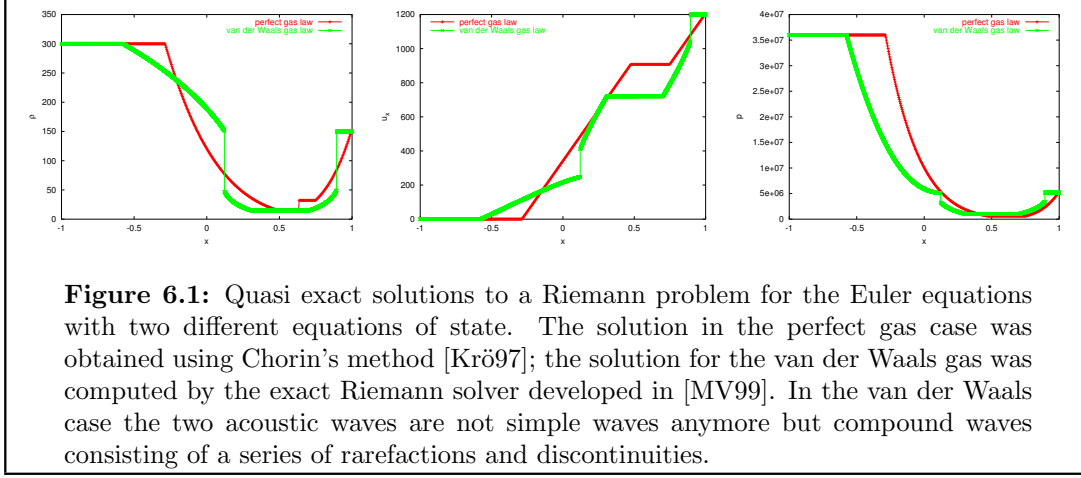 perfect gas law
van der Waals gas law
350
300
250
200
150
100
50
0
-1 -0.5 0 0.5 1
ρ
x
perfect gas law
van der Waals gas law
1200
1000
800
600
400
200
0
-1 -0.5 0 0.5 1
u_x
x
perfect gas law
van der Waals gas law
4e+07
3.5e+07
3e+07
2.5e+07
2e+07
1.5e+07
1e+07
5e+06
0
-1 -0.5 0 0.5 1
p
x
Figure 6.1: Quasi exact solutions to a Riemann problem for the Euler equations
with two different equations of state. The solution in the perfect gas case was
obtained using Chorin's method [Krö97]; the solution for the van der Waals gas was
computed by the exact Riemann solver developed in [MV99]. In the van der Waals
case the two acoustic waves are not simple waves anymore but compound waves
consisting of a series of rarefactions and discontinuities.